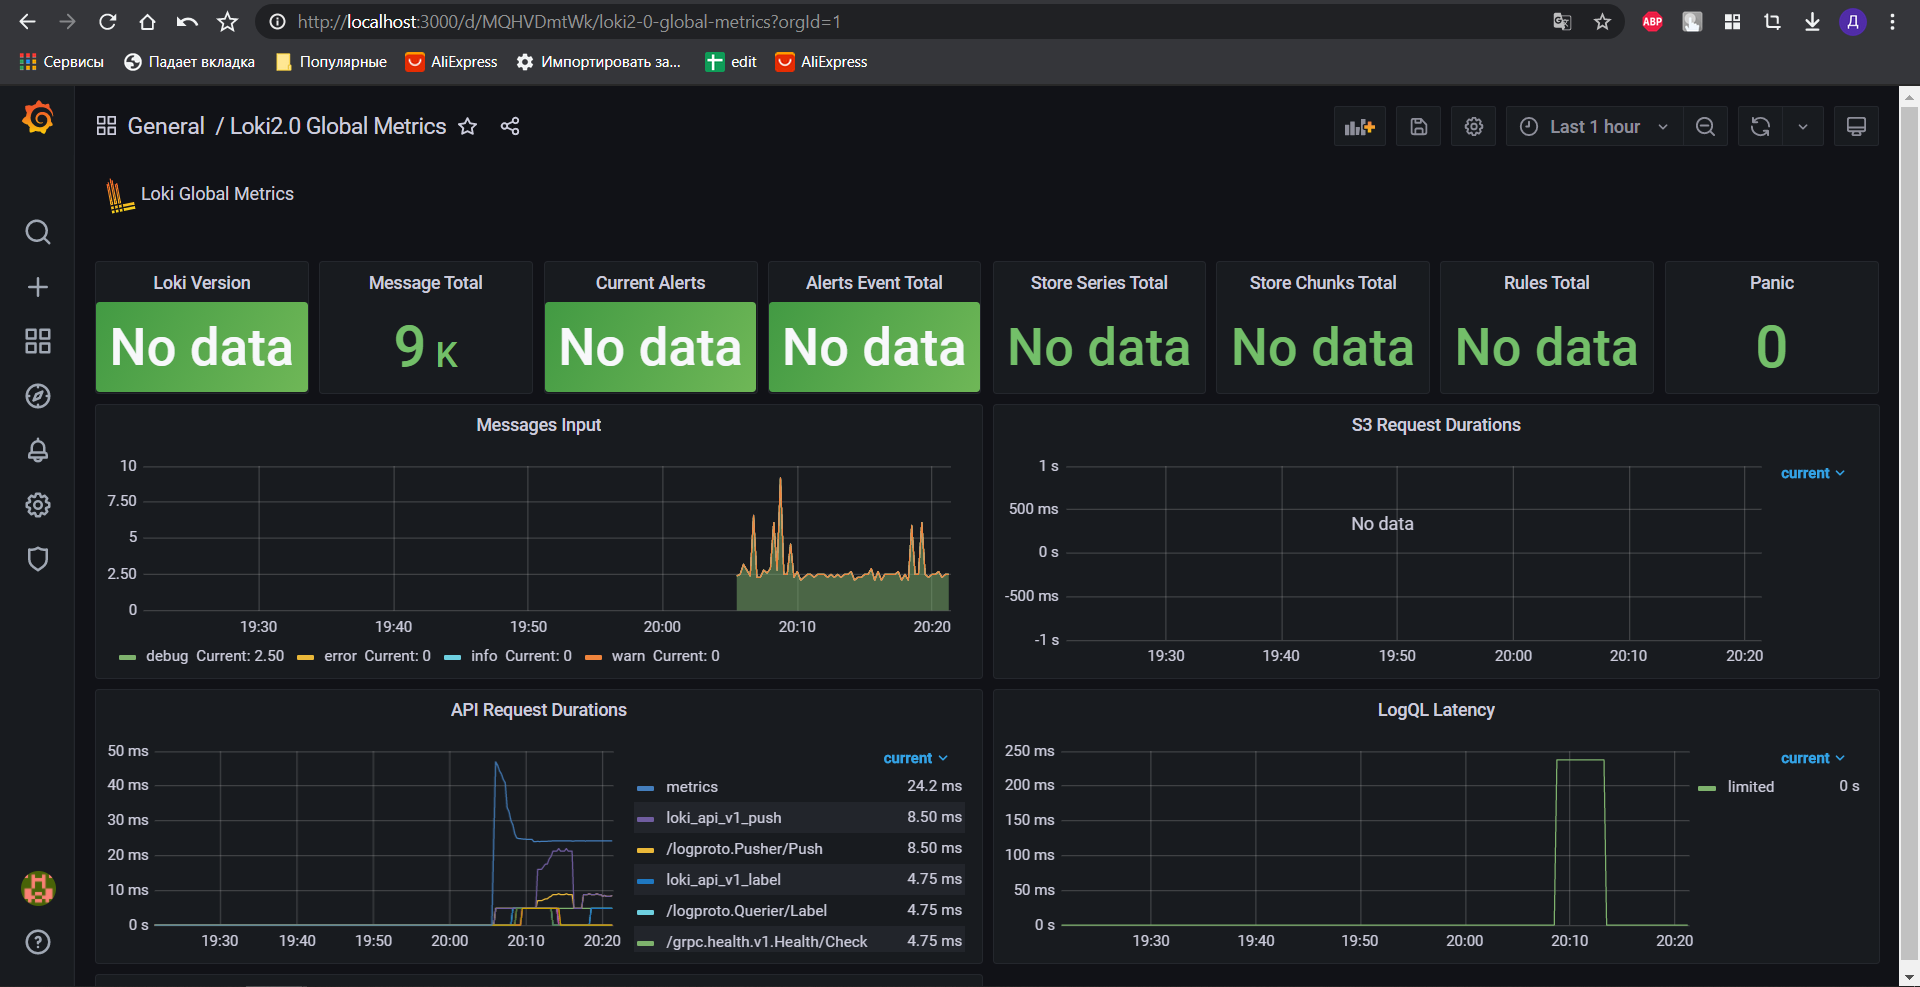 http://localhost:3000/d/MQHVDmtWk/loki2-0-global-metrics?orgId=1
ABP
Д
Сервисы Падает вкладка Популярные AliExpress Импортировать за... edit AliExpress
General / Loki2.0 Global Metrics
Last 1 hour
Loki Global Metrics
Loki Version Message Total Current Alerts Alerts Event Total Store Series Total Store Chunks Total Rules Total Panic
No data 9 K No data No data No data No data No data 0
Messages Input
10
7.50
5
2.50
0
19:30 19:40 19:50 20:00 20:10 20:20
debug Current: 2.50 error Current: 0 info Current: 0 warn Current: 0
S3 Request Durations
1 s
500 ms
0 s
-500 ms
-1 s
No data
current
19:30 19:40 19:50 20:00 20:10 20:20
API Request Durations
50 ms
40 ms
30 ms
20 ms
10 ms
0 s
19:30 19:40 19:50 20:00 20:10 20:20
current
metrics 24.2 ms
loki_api_v1_push 8.50 ms
/logproto.Pusher/Push 8.50 ms
loki_api_v1_label 4.75 ms
/logproto.Querier/Label 4.75 ms
/grpc.health.v1.Health/Check 4.75 ms
LogQL Latency
250 ms
200 ms
150 ms
100 ms
50 ms
0 s
19:30 19:40 19:50 20:00 20:10 20:20
current
limited 0 s